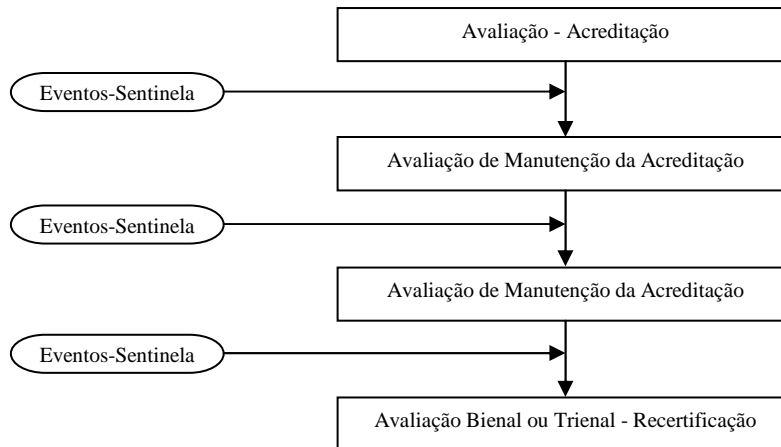 Avaliação - Acreditação
Eventos-Sentinela
Avaliação de Manutenção da Acreditação
Eventos-Sentinela
Avaliação de Manutenção da Acreditação
Eventos-Sentinela
Avaliação Bienal ou Trienal - Recertificação